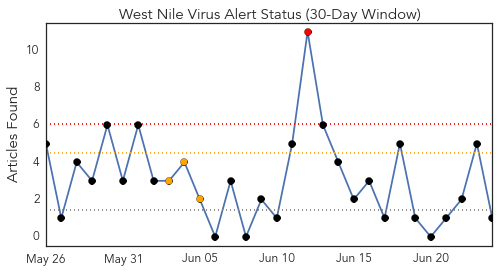 West Nile Virus Alert Status (30-Day Window)
Articles Found
10
8
6
4
2
0
May 26 May 31 Jun 05 Jun 10 Jun 15 Jun 20